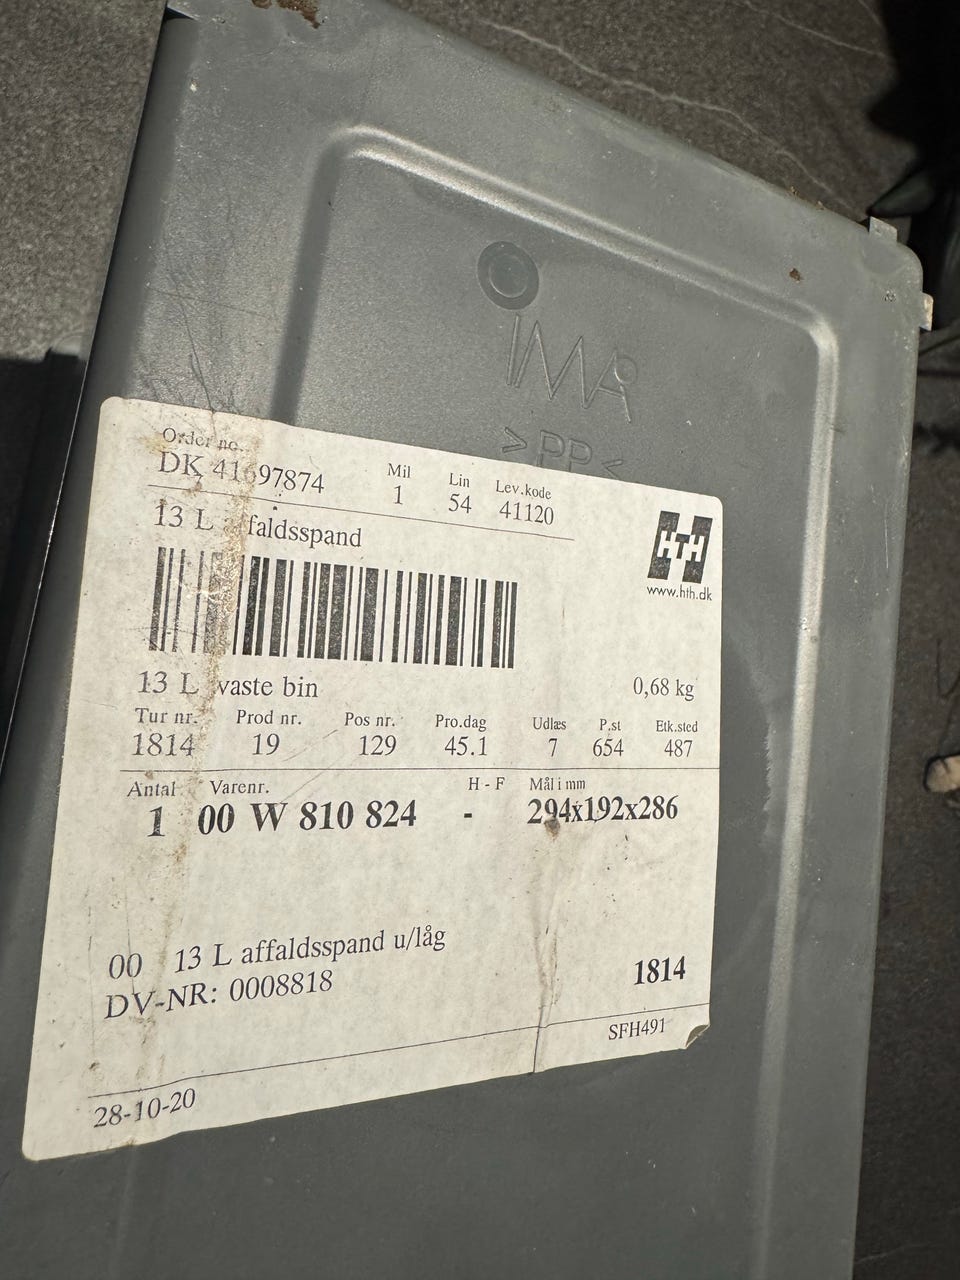 IMA
>PP<
Order no.
DK 41697874
Mil
1
Lin
54
Lev.kode
41120
HTH
www.hth.dk
13 L affaldsspand
13 L waste bin
0,68 kg
Tur nr. Prod nr. Pos nr. Pro.dag Udlæs P.st Etk.sted
1814 19 129 45.1 7 654 487
Antal Varenr. H - F Mål i mm
1 00 W 810 824 - 294x192x286
00 13 L affaldsspand u/låg
DV-NR: 0008818
1814
SFH491
28-10-20